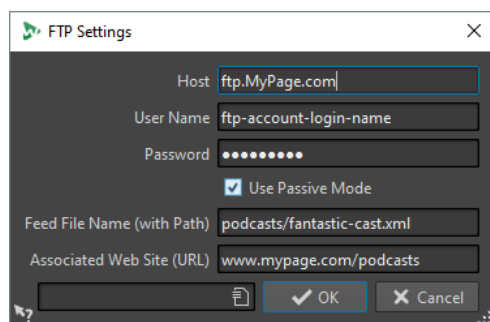 FTP Settings
Host ftp.MyPage.com
User Name ftp-account-login-name
Password •••••••••
Use Passive Mode
Feed File Name (with Path) podcasts/fantastic-cast.xml
Associated Web Site (URL) www.mypage.com/podcasts
OK Cancel